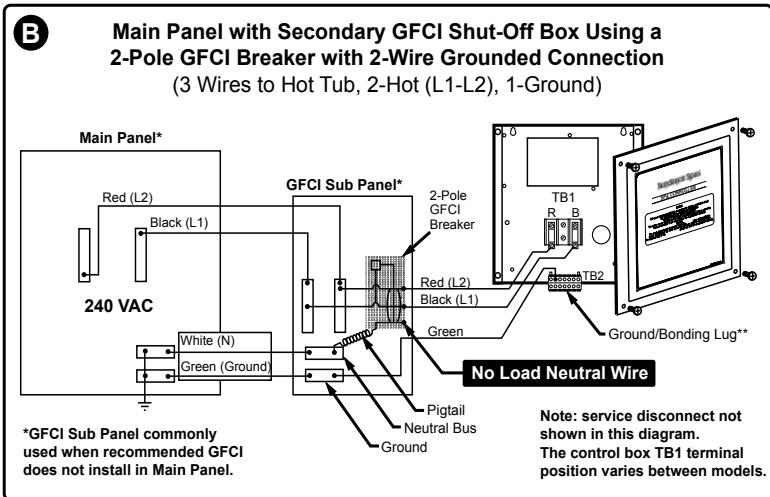 B
Main Panel with Secondary GFCI Shut-Off Box Using a
2-Pole GFCI Breaker with 2-Wire Grounded Connection
(3 Wires to Hot Tub, 2-Hot (L1-L2), 1-Ground)
Main Panel*
Red (L2)
Black (L1)
240 VAC
White (N)
Green (Ground)
GFCI Sub Panel*
2-Pole
GFCI
Breaker
Red (L2)
Black (L1)
Green
TB1
R B
TB2
Sundance Spas
Ground/Bonding Lug**
No Load Neutral Wire
Pigtail
Neutral Bus
Ground
*GFCI Sub Panel commonly
used when recommended GFCI
does not install in Main Panel.
Note: service disconnect not
shown in this diagram.
The control box TB1 terminal
position varies between models.